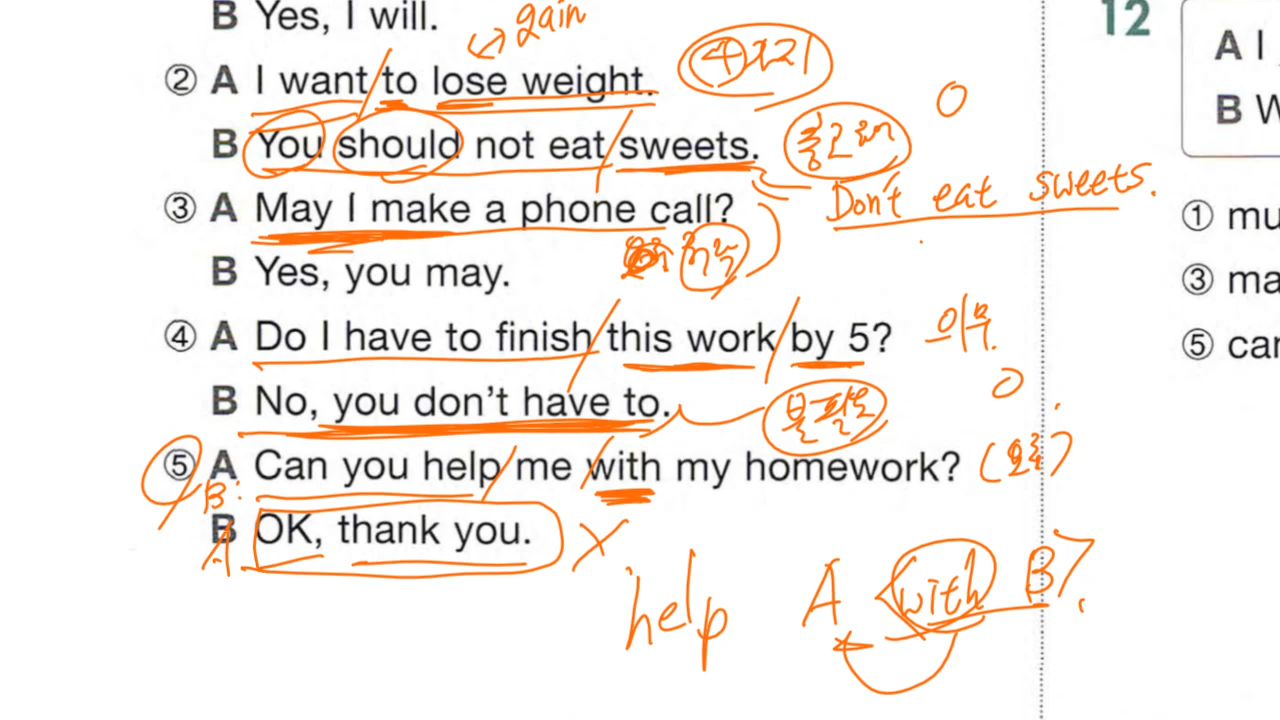 B Yes, I will.
↔ gain
② A I want to lose weight.
B You should not eat sweets.
충고
Don't eat sweets.
③ A May I make a phone call?
허락
B Yes, you may.
④ A Do I have to finish this work by 5?
의무
B No, you don't have to.
불필요
⑤ A Can you help me with my homework? (요청)
B OK, thank you. X
B:
A
help A with B
12
A I
B W
① mu
③ ma
⑤ can